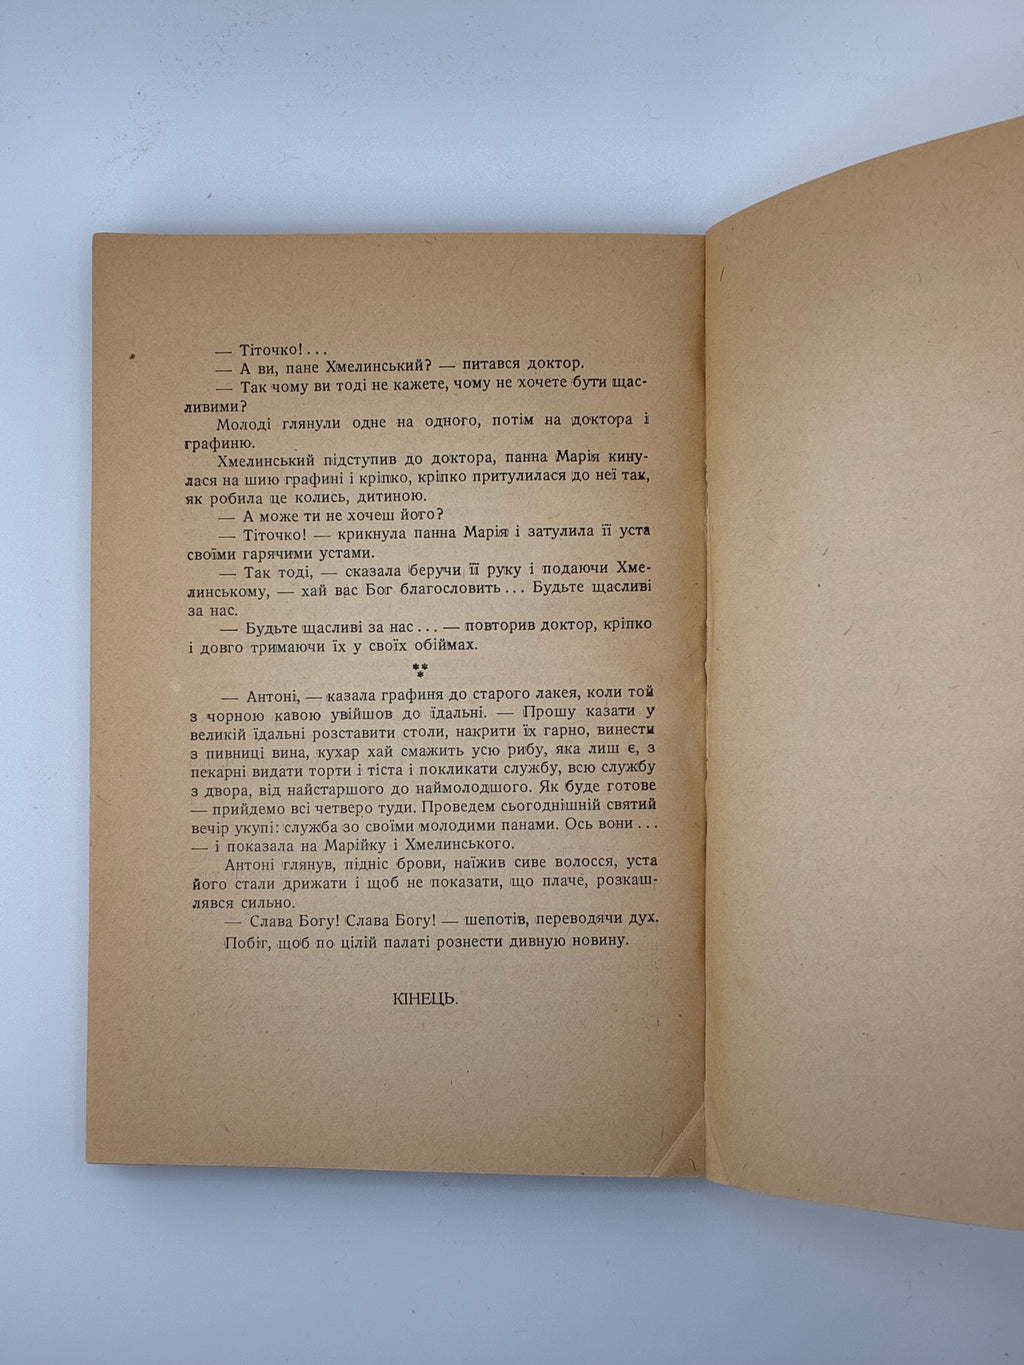 — Тіточко!...
— А ви, пане Хмелинський? — питався доктор.
— Так чому ви тоді не кажете, чому не хочете бути щас-
ливими?
Молоді глянули одне на одного, потім на доктора і
графиню.
Хмелинський підступив до доктора, панна Марія кину-
лася на шию графині і кріпко, кріпко притулилася до неї так,
як робила це колись, дитиною.
— А може ти не хочеш його?
— Тіточко! — крикнула панна Марія і затулила її уста
своїми гарячими устами.
— Так тоді, — сказала беручи її руку і подаючи Хме-
линському, — хай вас Бог благословить... Будьте щасливі
за нас.
— Будьте щасливі за нас... — повторив доктор, кріпко
і довго тримаючи їх у своїх обіймах.
***
— Антоні, — казала графиня до старого лакея, коли той
з чорною кавою увійшов до їдальні. — Прошу казати у
великій їдальні розставити столи, накрити їх гарно, винести
з пивниці вина, кухар хай смажить усю рибу, яка лиш є, з
пекарні видати торти і тіста і покликати службу, всю службу
з двора, від найстаршого до наймолодшого. Як буде готове
— прийдемо всі четверо туди. Проведем сьогоднішній святий
вечір укупі: служба зо своїми молодими панами. Ось вони...
— і показала на Марійку і Хмелинського.
Антоні глянув, підніс брови, наїжив сиве волосся, уста
його стали дрижати і щоб не показати, що плаче, розкаш-
лявся сильно.
— Слава Богу! Слава Богу! — шепотів, переводячи дух.
Побіг, щоб по цілій палаті рознести дивную новину.
КІНЕЦЬ.